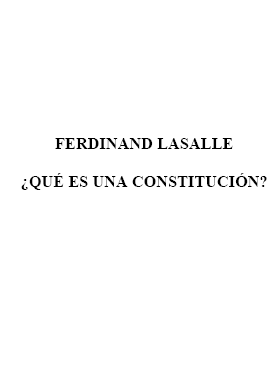 FERDINAND LASALLE
¿QUÉ ES UNA CONSTITUCIÓN?